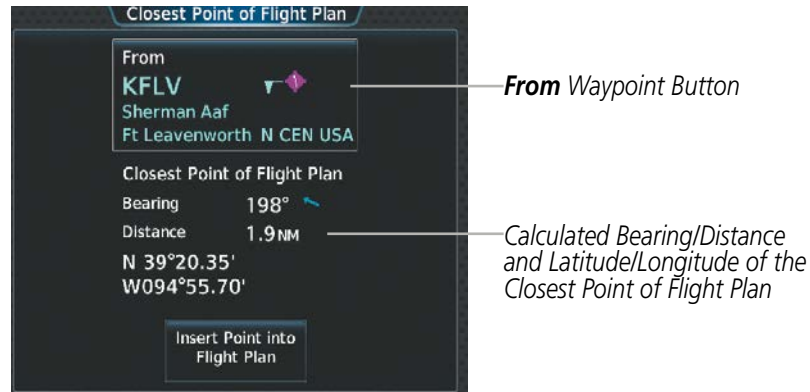 Closest Point of Flight Plan
From
KFLV
Sherman Aaf
Ft Leavenworth N CEN USA
From Waypoint Button
Closest Point of Flight Plan
Bearing 198°
Distance 1.9NM
N 39°20.35'
W094°55.70'
Calculated Bearing/Distance
and Latitude/Longitude of the
Closest Point of Flight Plan
Insert Point into
Flight Plan